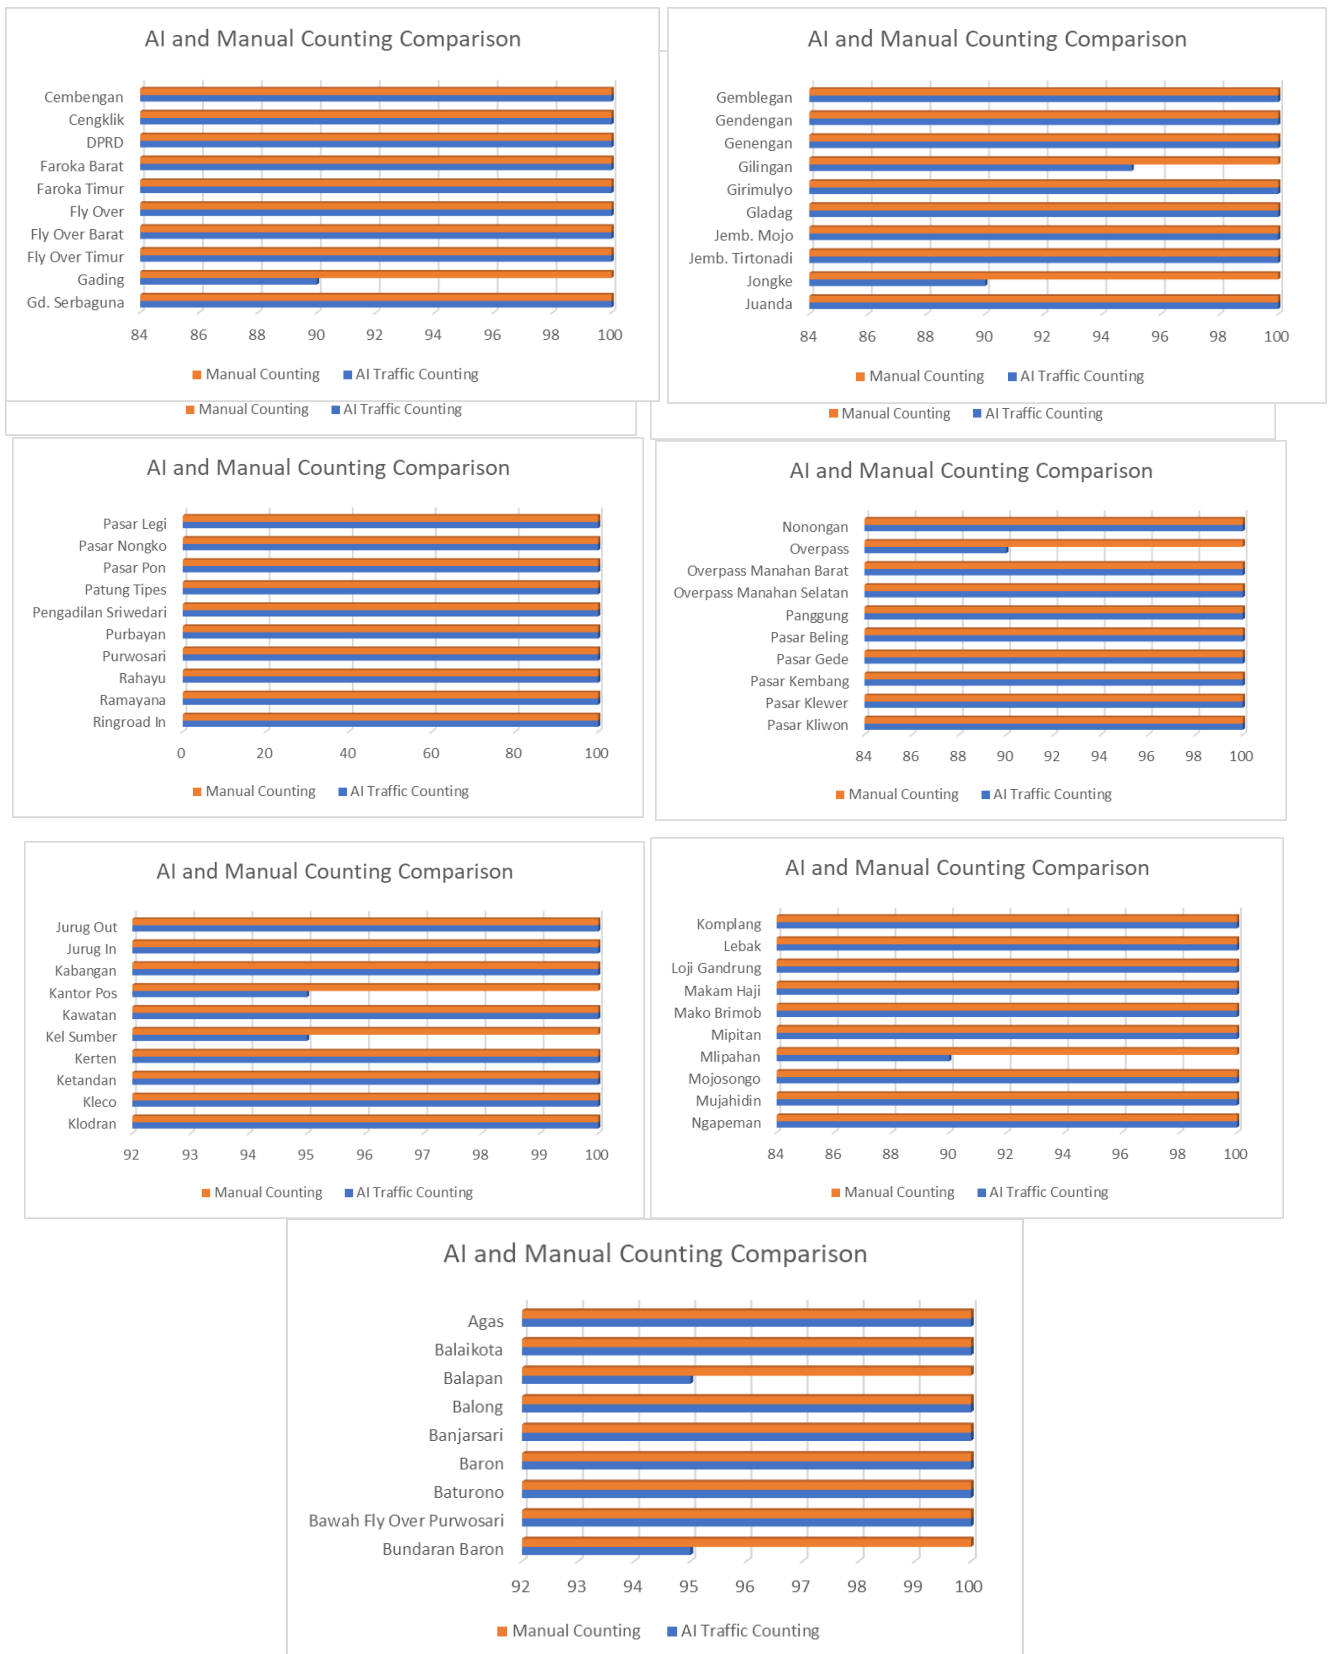 AI and Manual Counting Comparison
Cembengan
Cengklik
DPRD
Faroka Barat
Faroka Timur
Fly Over
Fly Over Barat
Fly Over Timur
Gading
Gd. Serbaguna
84 86 88 90 92 94 96 98 100
Manual Counting AI Traffic Counting
Manual Counting AI Traffic Counting
AI and Manual Counting Comparison
Gemblegan
Gendengan
Genengan
Gilingan
Girimulyo
Gladag
Jemb. Mojo
Jemb. Tirtonadi
Jongke
Juanda
84 86 88 90 92 94 96 98 100
Manual Counting AI Traffic Counting
Manual Counting AI Traffic Counting
AI and Manual Counting Comparison
Pasar Legi
Pasar Nongko
Pasar Pon
Patung Tipes
Pengadilan Sriwedari
Purbayan
Purwosari
Rahayu
Ramayana
Ringroad In
0 20 40 60 80 100
Manual Counting AI Traffic Counting
AI and Manual Counting Comparison
Nonongan
Overpass
Overpass Manahan Barat
Overpass Manahan Selatan
Panggung
Pasar Beling
Pasar Gede
Pasar Kembang
Pasar Klewer
Pasar Kliwon
84 86 88 90 92 94 96 98 100
Manual Counting AI Traffic Counting
AI and Manual Counting Comparison
Jurug Out
Jurug In
Kabangan
Kantor Pos
Kawatan
Kel Sumber
Kerten
Ketandan
Kleco
Klodran
92 93 94 95 96 97 98 99 100
Manual Counting AI Traffic Counting
AI and Manual Counting Comparison
Komplang
Lebak
Loji Gandrung
Makam Haji
Mako Brimob
Mipitan
Mlipahan
Mojosongo
Mujahidin
Ngapeman
84 86 88 90 92 94 96 98 100
Manual Counting AI Traffic Counting
AI and Manual Counting Comparison
Agas
Balaikota
Balapan
Balong
Banjarsari
Baron
Baturono
Bawah Fly Over Purwosari
Bundaran Baron
92 93 94 95 96 97 98 99 100
Manual Counting AI Traffic Counting